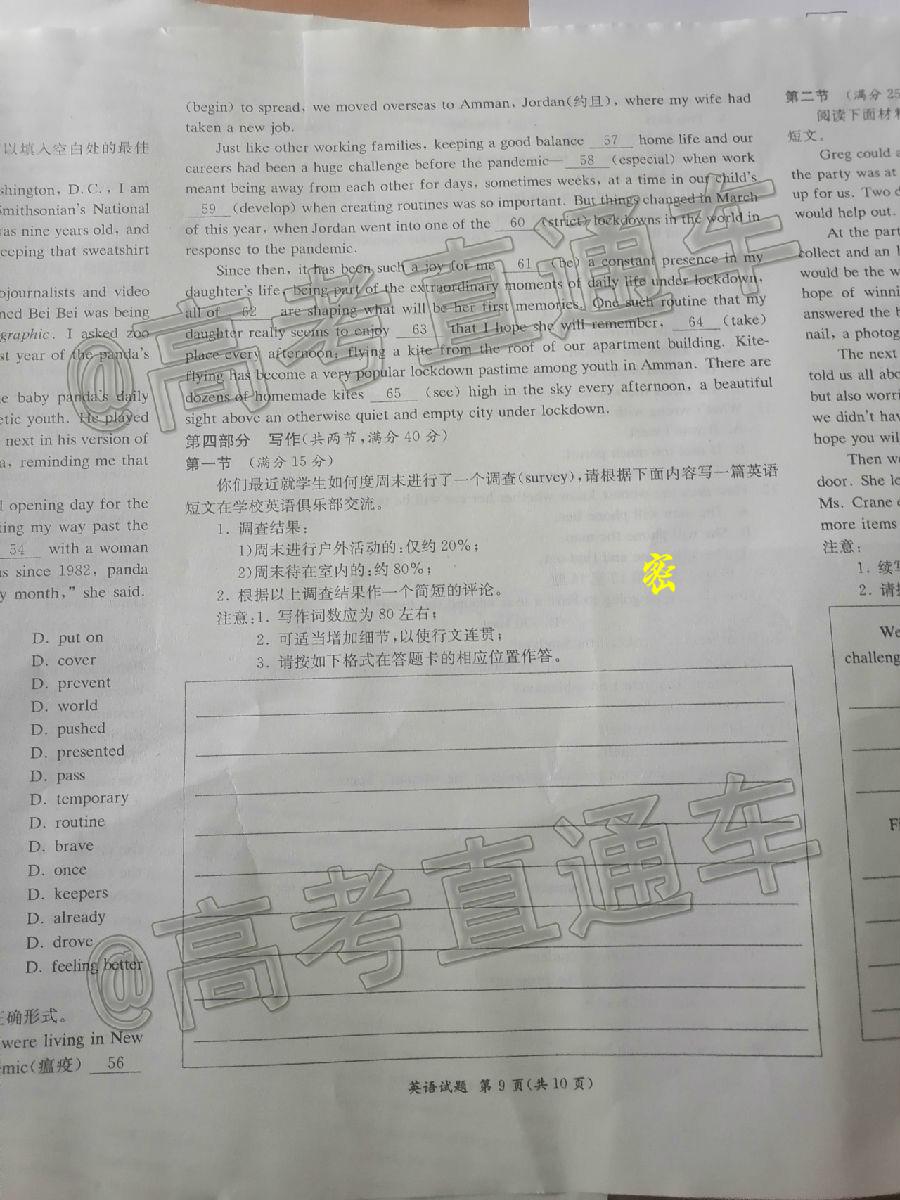 以填入空白处的最佳
shington, D.C., I am
Smithsonian's National
was nine years old, and
eeping that sweatshirt
ojournalists and video
ned Bei Bei was being
graphic. I asked zoo
st year of the panda's
e baby panda's daily
etic youth. He played
next in his version of
a, reminding me that
l opening day for the
ting my way past the
54 with a woman
us since 1982, panda
y month," she said.
D. put on
D. cover
D. prevent
D. world
D. pushed
D. presented
D. pass
D. temporary
D. routine
D. brave
D. once
D. keepers
D. already
D. drove
D. feeling better
正确形式。
were living in New
emic(瘟疫) 56
(begin) to spread, we moved overseas to Amman, Jordan(约旦), where my wife had
taken a new job.
Just like other working families, keeping a good balance 57 home life and our
careers had been a huge challenge before the pandemic— 58 (especial) when work
meant being away from each other for days, sometimes weeks, at a time in our child's
59 (develop) when creating routines was so important. But things changed in March
of this year, when Jordan went into one of the 60 (strict) lockdowns in the world in
response to the pandemic.
Since then, it has been such a joy for me 61 (be) a constant presence in my
daughter's life, being part of the extraordinary moments of daily life under lockdown,
all of 62 are shaping what will be her first memories. One such routine that my
daughter really seems to enjoy 63 that I hope she will remember, 64 (take)
place every afternoon, flying a kite from the roof of our apartment building. Kite-
flying has become a very popular lockdown pastime among youth in Amman. There are
dozens of homemade kites 65 (see) high in the sky every afternoon, a beautiful
sight above an otherwise quiet and empty city under lockdown.
第四部分 写作(共两节,满分 40 分)
第一节 (满分 15 分)
你们最近就学生如何度周末进行了一个调查(survey),请根据下面内容写一篇英语
短文在学校英语俱乐部交流。
1. 调查结果:
1)周末进行户外活动的:仅约 20%;
2)周末待在室内的:约 80%;
2. 根据以上调查结果作一个简短的评论。
注意:1. 写作词数应为 80 左右;
2. 可适当增加细节,以使行文连贯;
3. 请按如下格式在答题卡的相应位置作答。
密
@高考直通车
@高考直通车
英语试题 第 9 页(共 10 页)
第二节 (满分 25
阅读下面材料
短文。
Greg could a
the party was at
up for us. Two d
would help out.
At the part
collect and an l
would be the w
hope of winni
answered the b
nail, a photog
The next
told us all abo
but also worri
we didn't hav
hope you will
Then we
door. She le
Ms. Crane e
more items
注意:
1. 续写
2. 请按
We
challeng
Fi